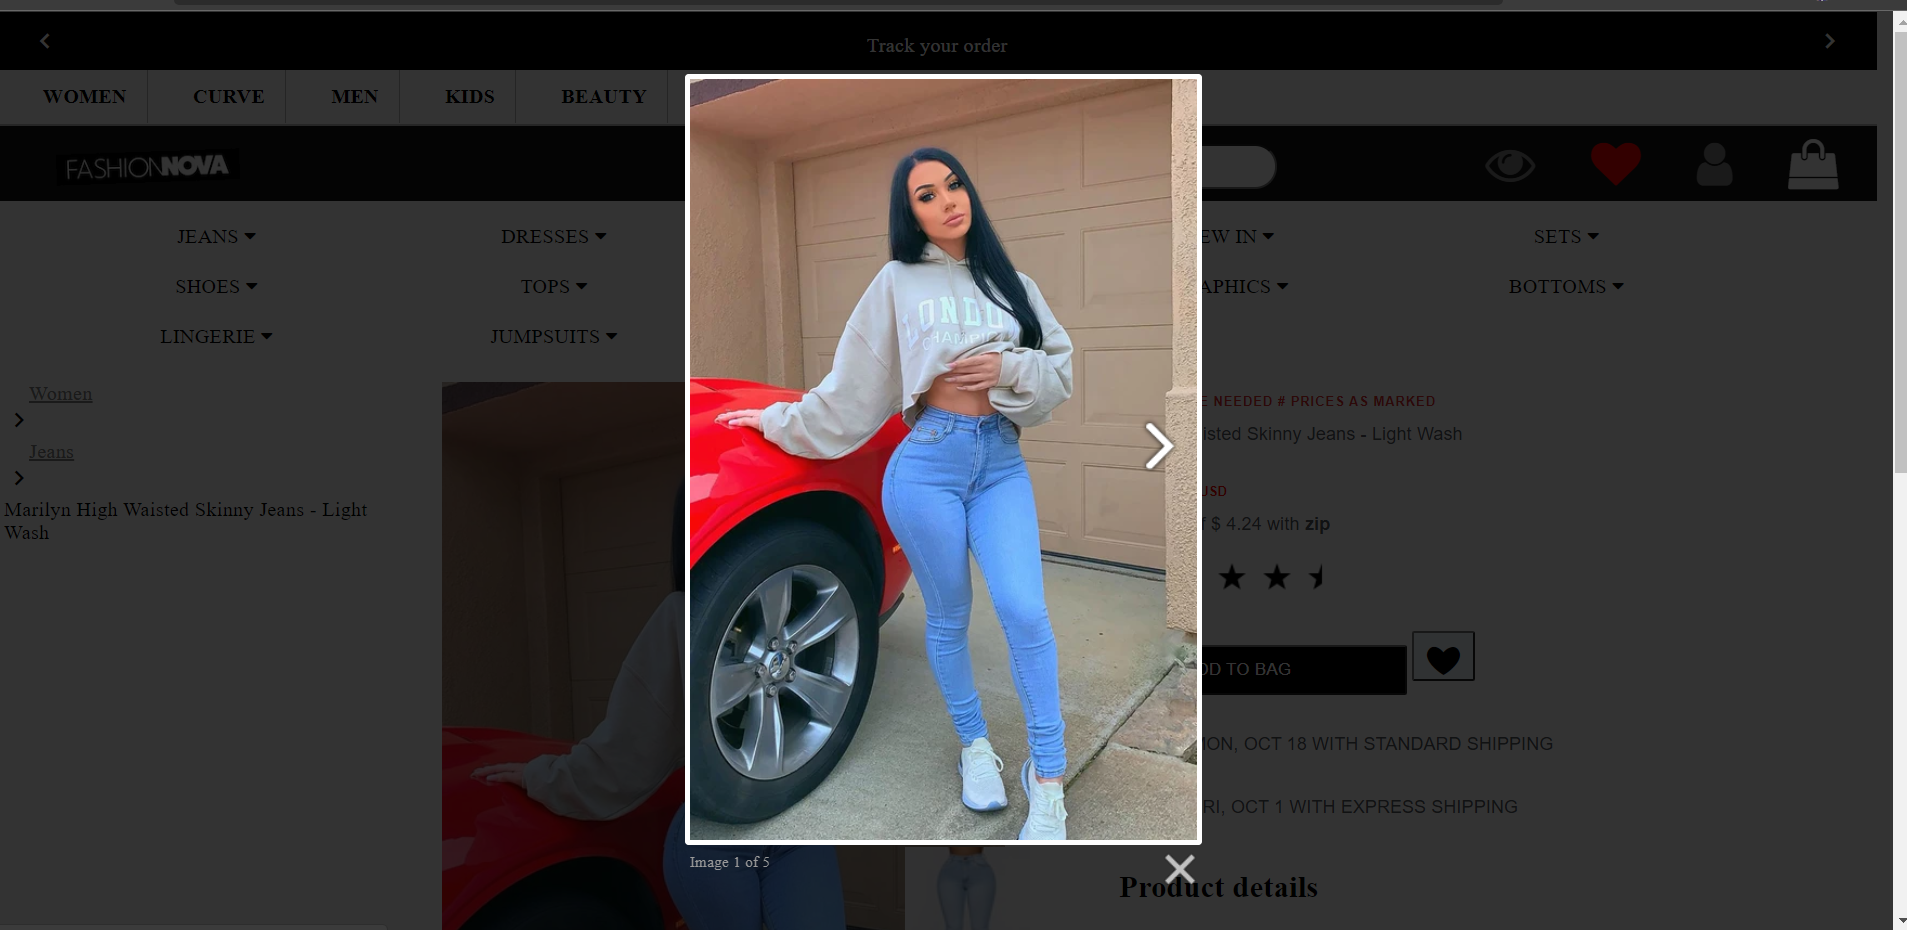 Track your order
WOMEN
CURVE
MEN
KIDS
BEAUTY
FASHIONNOVA
JEANS
DRESSES
EW IN
SETS
SHOES
TOPS
APHICS
BOTTOMS
LINGERIE
JUMPSUITS
Women
Jeans
Marilyn High Waisted Skinny Jeans - Light
Wash
LONDO
CHAMPI
E NEEDED # PRICES AS MARKED
isted Skinny Jeans - Light Wash
USD
f $ 4.24 with zip
DD TO BAG
ON, OCT 18 WITH STANDARD SHIPPING
RI, OCT 1 WITH EXPRESS SHIPPING
Image 1 of 5
Product details